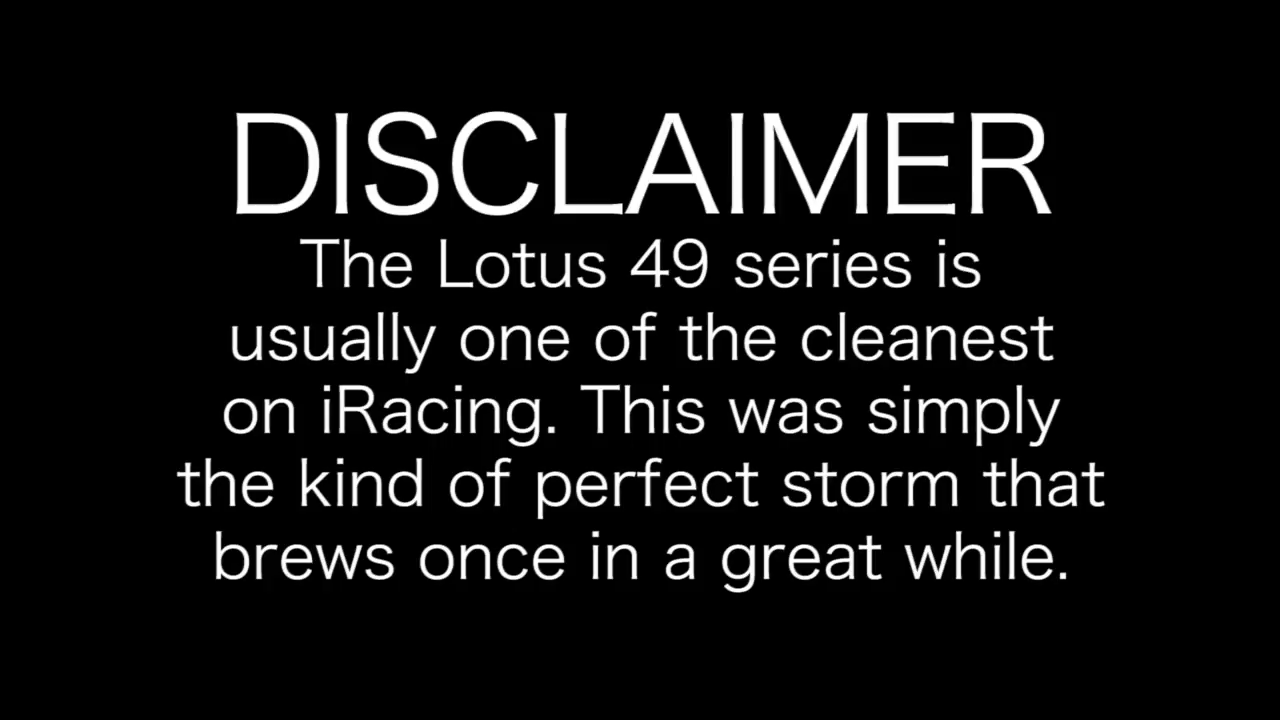 DISCLAIMER
The Lotus 49 series is
usually one of the cleanest
on iRacing. This was simply
the kind of perfect storm that
brews once in a great while.